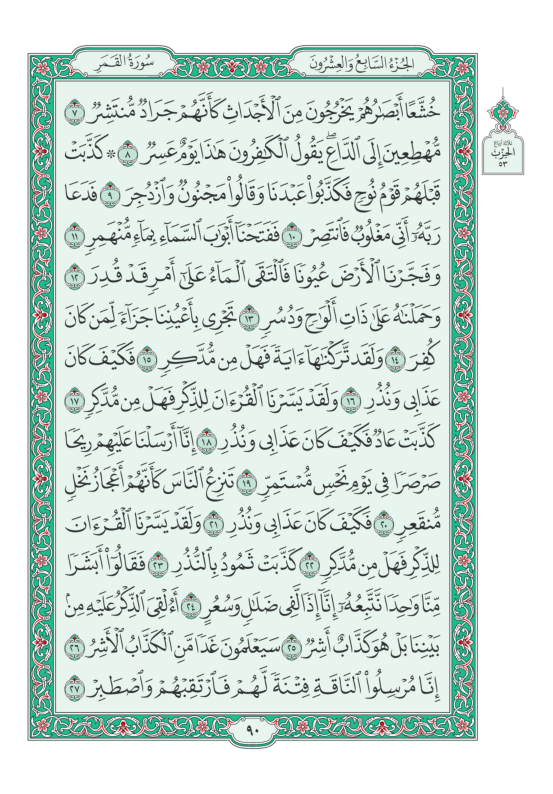 الجُزْءُ السَّابِعُ وَالعِشْرُونَ
سُورَةُ القَمَرِ
خُشَّعًا أَبْصَٰرُهُمْ يَخْرُجُونَ مِنَ ٱلْأَجْدَاثِ كَأَنَّهُمْ جَرَادٌ مُّنتَشِرٌ ٧
مُّهْطِعِينَ إِلَى ٱلدَّاعِۖ يَقُولُ ٱلْكَٰفِرُونَ هَٰذَا يَوْمٌ عَسِرٌ ٨ ۞ كَذَّبَتْ
قَبْلَهُمْ قَوْمُ نُوحٍ فَكَذَّبُوا۟ عَبْدَنَا وَقَالُوا۟ مَجْنُونٌ وَٱزْدُجِرَ ٩ فَدَعَا
رَبَّهُۥٓ أَنِّى مَغْلُوبٌ فَٱنتَصِرْ ١٠ فَفَتَحْنَآ أَبْوَٰبَ ٱلسَّمَآءِ بِمَآءٍ مُّنْهَمِرٍ ١١
وَفَجَّرْنَا ٱلْأَرْضَ عُيُونًا فَٱلْتَقَى ٱلْمَآءُ عَلَىٰٓ أَمْرٍ قَدْ قُدِرَ ١٢
وَحَمَلْنَٰهُ عَلَىٰ ذَاتِ أَلْوَٰحٍ وَدُسُرٍ ١٣ تَجْرِى بِأَعْيُنِنَا جَزَآءً لِّمَن كَانَ
كُفِرَ ١٤ وَلَقَد تَّرَكْنَٰهَآ ءَايَةً فَهَلْ مِن مُّدَّكِرٍ ١٥ فَكَيْفَ كَانَ
عَذَابِى وَنُذُرِ ١٦ وَلَقَدْ يَسَّرْنَا ٱلْقُرْءَانَ لِلذِّكْرِ فَهَلْ مِن مُّدَّكِرٍ ١٧
كَذَّبَتْ عَادٌ فَكَيْفَ كَانَ عَذَابِى وَنُذُرِ ١٨ إِنَّآ أَرْسَلْنَا عَلَيْهِمْ رِيحًا
صَرْصَرًا فِى يَوْمِ نَحْسٍ مُّسْتَمِرٍّ ١٩ تَنزِعُ ٱلنَّاسَ كَأَنَّهُمْ أَعْجَازُ نَخْلٍ
مُّنقَعِرٍ ٢٠ فَكَيْفَ كَانَ عَذَابِى وَنُذُرِ ٢١ وَلَقَدْ يَسَّرْنَا ٱلْقُرْءَانَ
لِلذِّكْرِ فَهَلْ مِن مُّدَّكِرٍ ٢٢ كَذَّبَتْ ثَمُودُ بِٱلنُّذُرِ ٢٣ فَقَالُوٓا۟ أَبَشَرًا
مِّنَّا وَٰحِدًا نَّتَّبِعُهُۥٓ إِنَّآ إِذًا لَّفِى ضَلَٰلٍ وَسُعُرٍ ٢٤ أَءُلْقِىَ ٱلذِّكْرُ عَلَيْهِ مِنۢ
بَيْنِنَا بَلْ هُوَ كَذَّابٌ أَشِرٌ ٢٥ سَيَعْلَمُونَ غَدًا مَّنِ ٱلْكَذَّابُ ٱلْأَشِرُ ٢٦
إِنَّا مُرْسِلُوا۟ ٱلنَّاقَةِ فِتْنَةً لَّهُمْ فَٱرْتَقِبْهُمْ وَٱصْطَبِرْ ٢٧
ثلاثة أرباع
الحِزْب
٥٣
٩٠